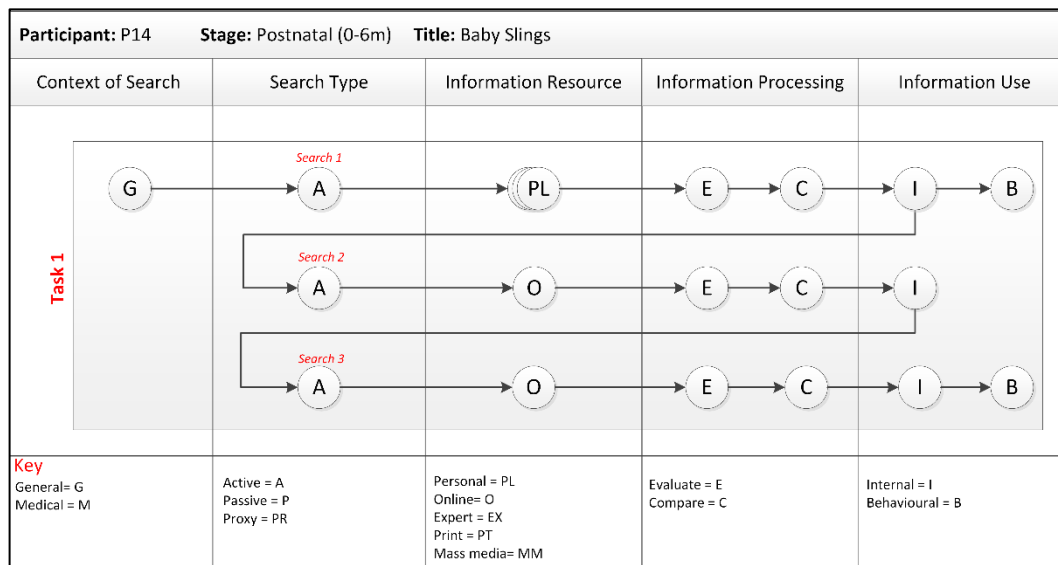 Participant: P14 Stage: Postnatal (0-6m) Title: Baby Slings
Context of Search Search Type Information Resource Information Processing Information Use
Task 1
Search 1
G A PL E C I B
Search 2
A O E C I
Search 3
A O E C I B
Key
General= G
Medical = M
Active = A
Passive = P
Proxy = PR
Personal = PL
Online= O
Expert = EX
Print = PT
Mass media= MM
Evaluate = E
Compare = C
Internal = I
Behavioural = B